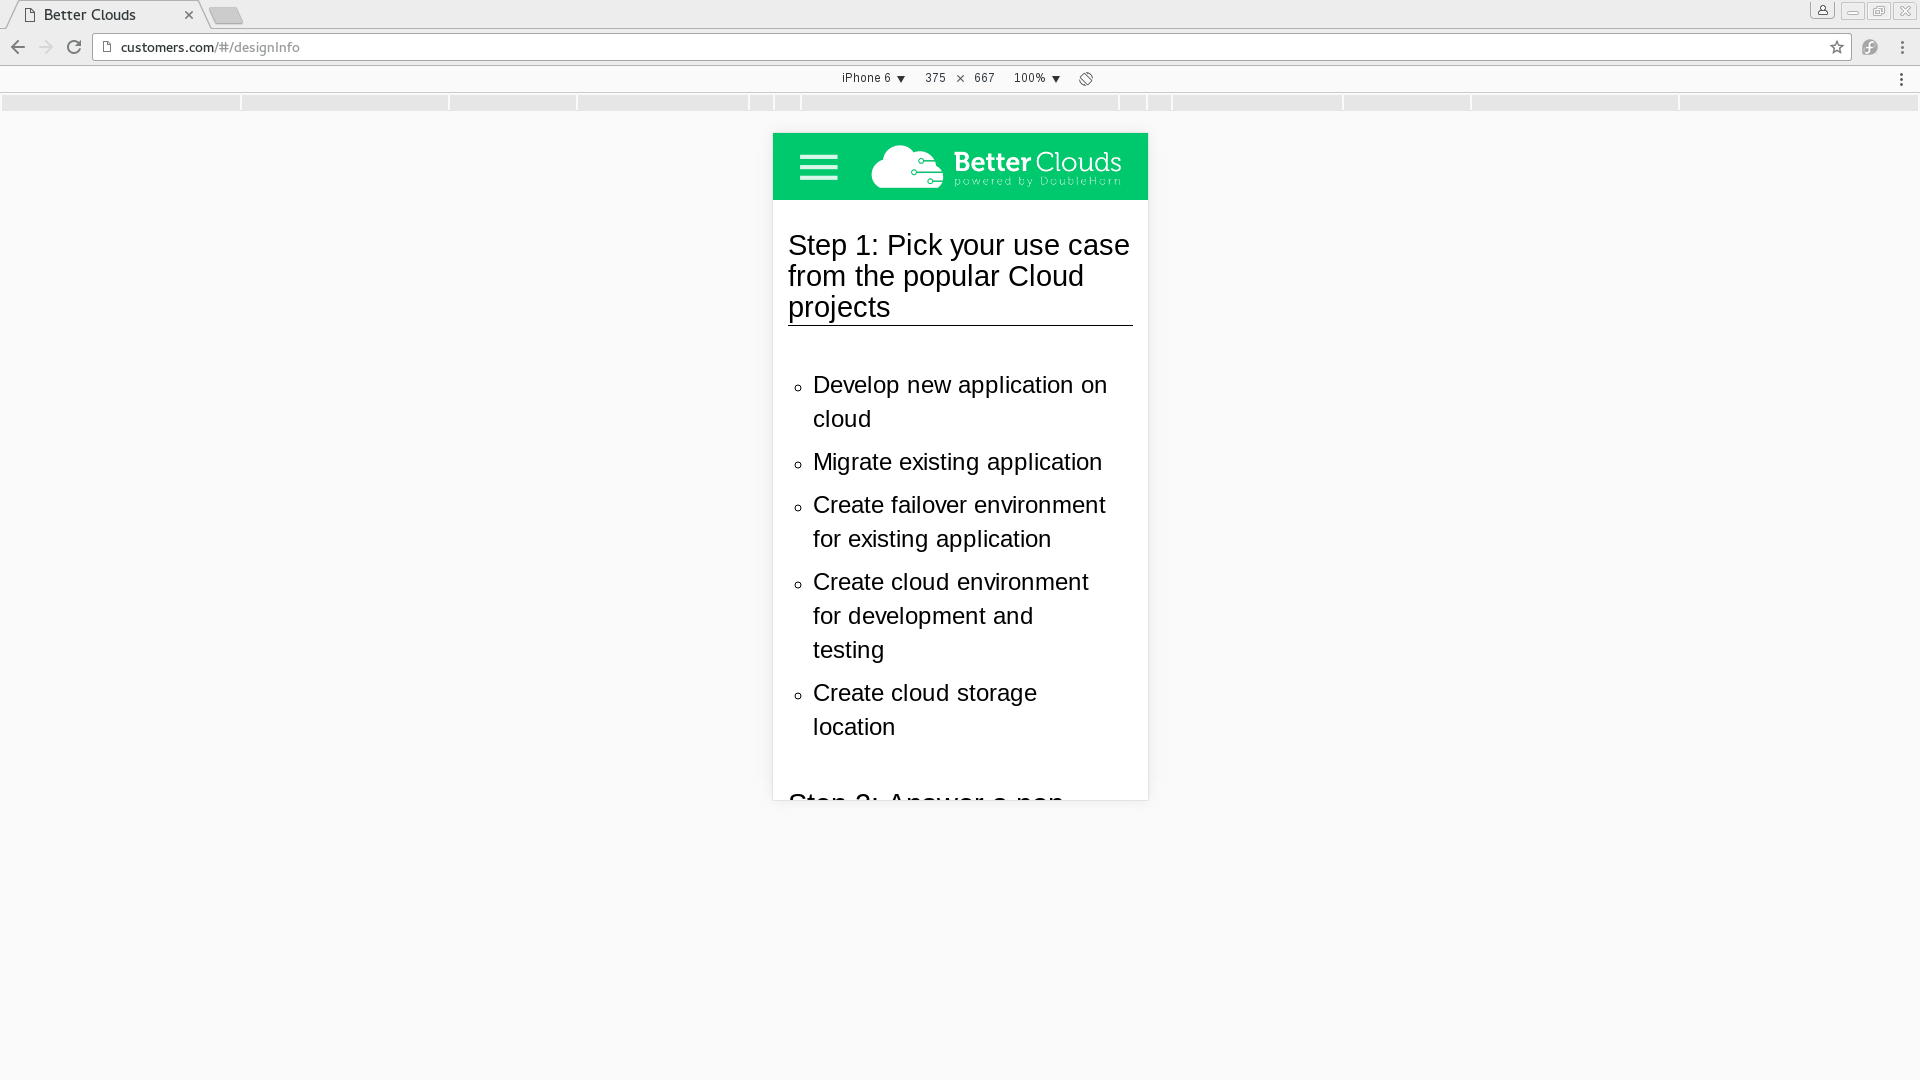 Better Clouds
customers.com/#/designInfo
iPhone 6 ▼ 375 × 667 100% ▼
Better Clouds
powered by DoubleHorn
Step 1: Pick your use case
from the popular Cloud
projects
Develop new application on
cloud
Migrate existing application
Create failover environment
for existing application
Create cloud environment
for development and
testing
Create cloud storage
location